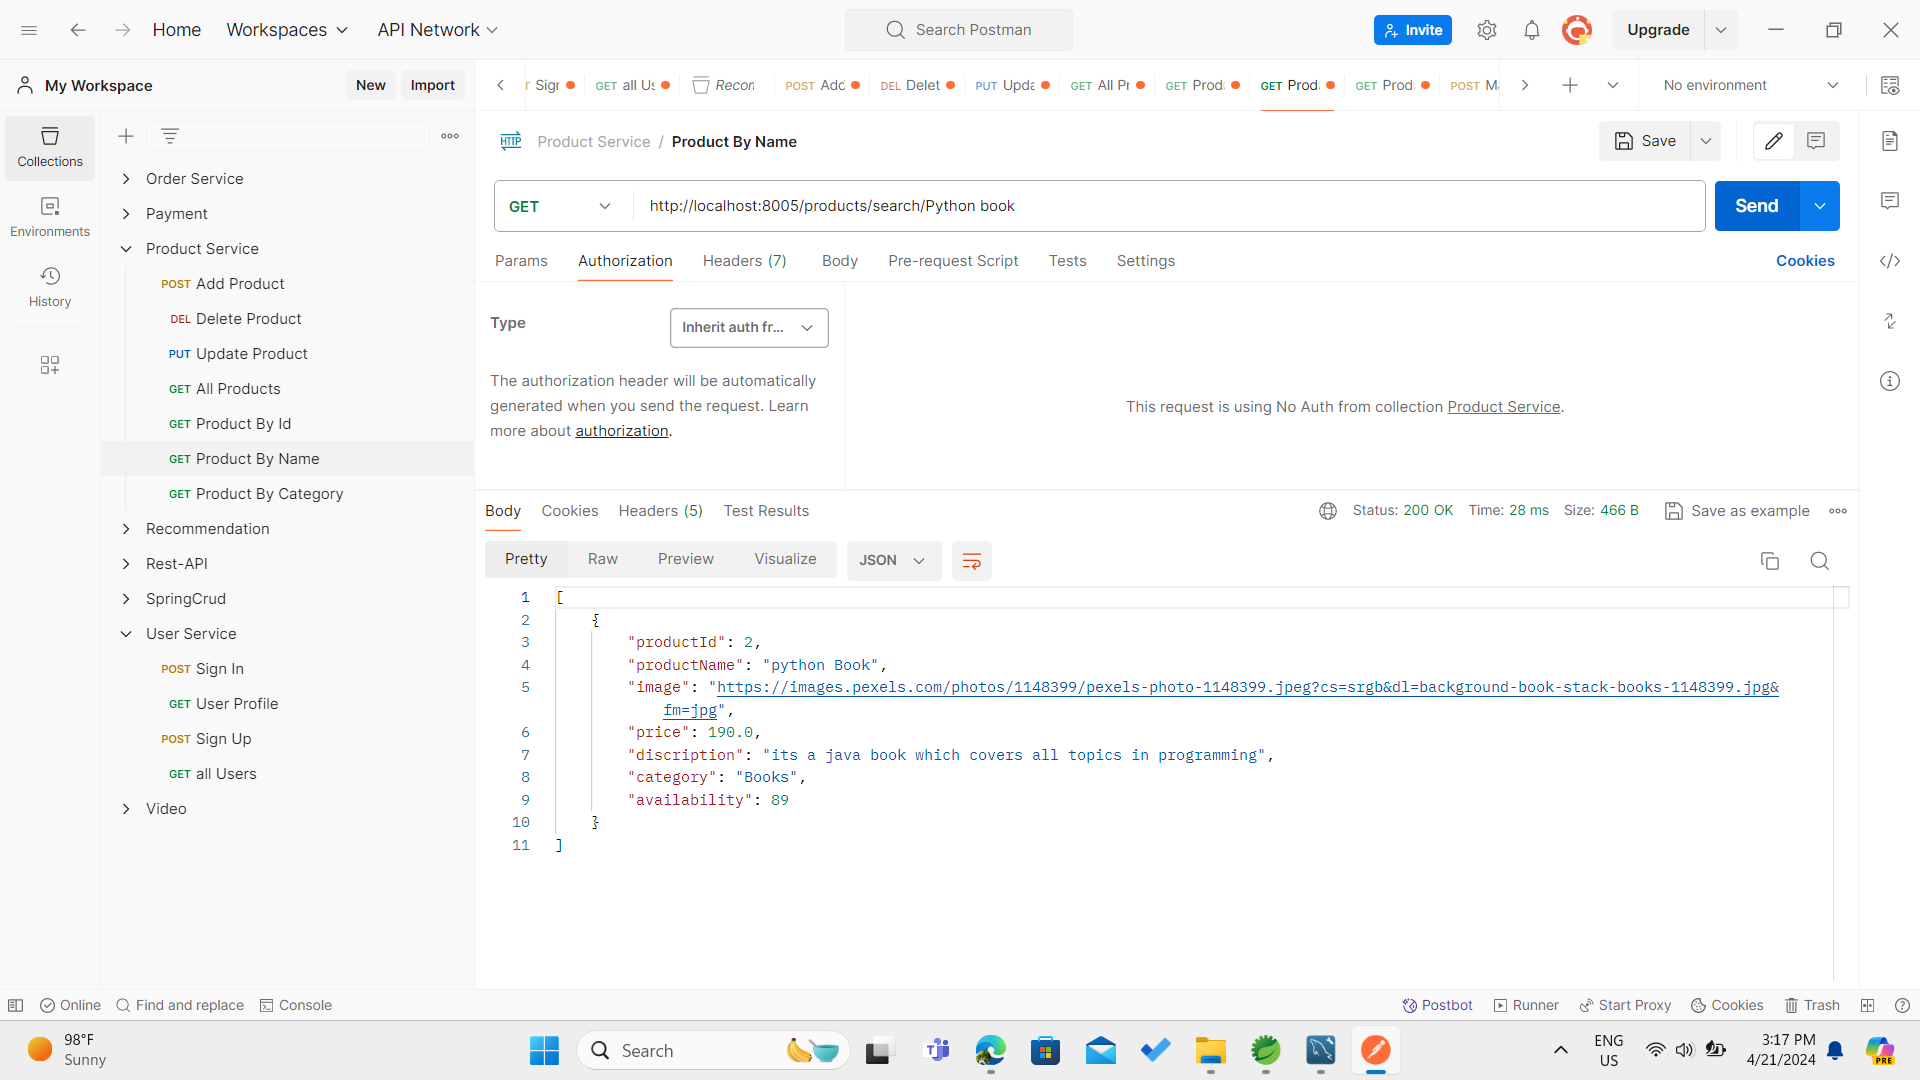 Home Workspaces API Network Search Postman Invite Upgrade
My Workspace New Import Sign GET all Us Recon POST Add DEL Delet PUT Upda GET All Pr GET Prod GET Prod GET Prod POST Ma No environment
Product Service / Product By Name Save
Collections
Environments
History
Order Service
Payment
Product Service
POST Add Product
DEL Delete Product
PUT Update Product
GET All Products
GET Product By Id
GET Product By Name
GET Product By Category
Recommendation
Rest-API
SpringCrud
User Service
POST Sign In
GET User Profile
POST Sign Up
GET all Users
Video
HTTP
GET http://localhost:8005/products/search/Python book Send
Params Authorization Headers (7) Body Pre-request Script Tests Settings Cookies
Type Inherit auth fr...
The authorization header will be automatically
generated when you send the request. Learn
more about authorization.
This request is using No Auth from collection Product Service.
Body Cookies Headers (5) Test Results Status: 200 OK Time: 28 ms Size: 466 B Save as example
Pretty Raw Preview Visualize JSON
1 [
2 {
3 "productId": 2,
4 "productName": "python Book",
5 "image": "https://images.pexels.com/photos/1148399/pexels-photo-1148399.jpeg?cs=srgb&dl=background-book-stack-books-1148399.jpg&
fm=jpg",
6 "price": 190.0,
7 "discription": "its a java book which covers all topics in programming",
8 "category": "Books",
9 "availability": 89
10 }
11 ]
Online Find and replace Console Postbot Runner Start Proxy Cookies Trash
98°F
Sunny
Search
ENG
US
3:17 PM
4/21/2024
PRE